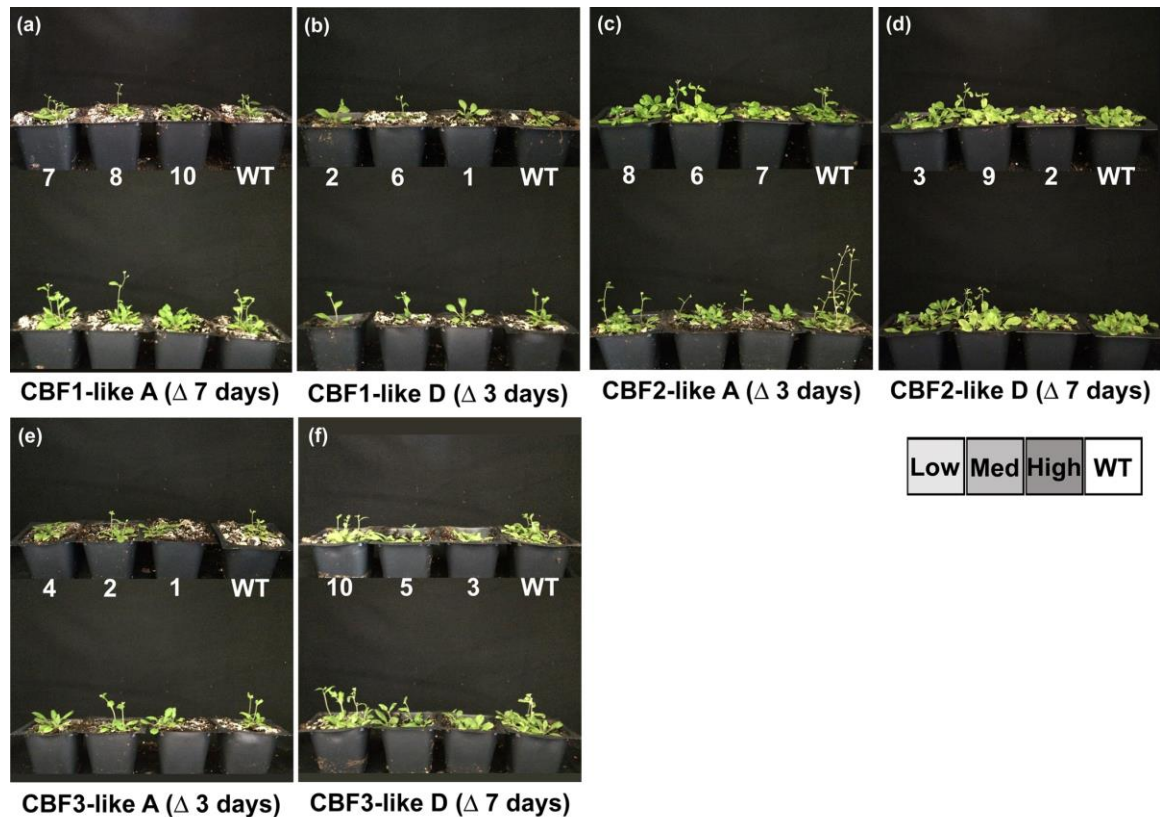 (a) (b) (c) (d)
7 8 10 WT 2 6 1 WT 8 6 7 WT 3 9 2 WT
CBF1-like A (Δ 7 days) CBF1-like D (Δ 3 days) CBF2-like A (Δ 3 days) CBF2-like D (Δ 7 days)
(e) (f)
Low Med High WT
4 2 1 WT 10 5 3 WT
CBF3-like A (Δ 3 days) CBF3-like D (Δ 7 days)